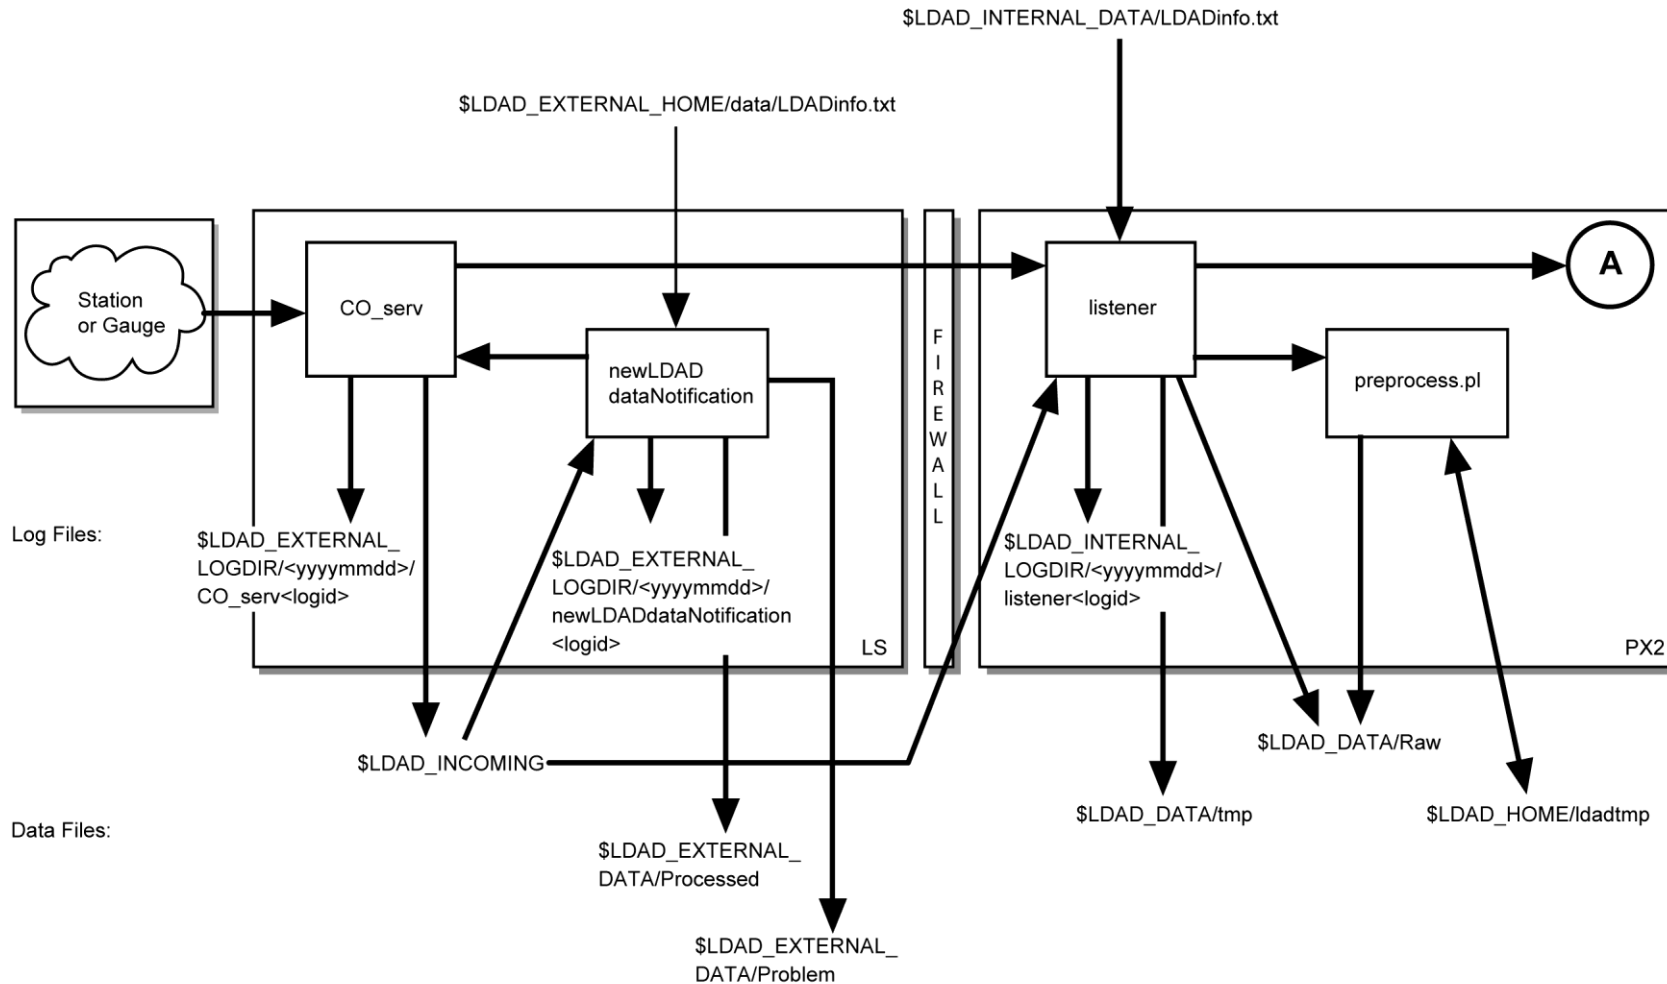 $LDAD_INTERNAL_DATA/LDADinfo.txt
$LDAD_EXTERNAL_HOME/data/LDADinfo.txt
Station
or Gauge
CO_serv
newLDAD
dataNotification
F
I
R
E
W
A
L
L
listener
A
preprocess.pl
Log Files:
$LDAD_EXTERNAL_
LOGDIR/<yyyymmdd>/
CO_serv<logid>
$LDAD_EXTERNAL_
LOGDIR/<yyyymmdd>/
newLDADdataNotification
<logid>
LS
$LDAD_INTERNAL_
LOGDIR/<yyyymmdd>/
listener<logid>
PX2
$LDAD_INCOMING
$LDAD_DATA/Raw
$LDAD_DATA/tmp
$LDAD_HOME/ldadtmp
Data Files:
$LDAD_EXTERNAL_
DATA/Processed
$LDAD_EXTERNAL_
DATA/Problem